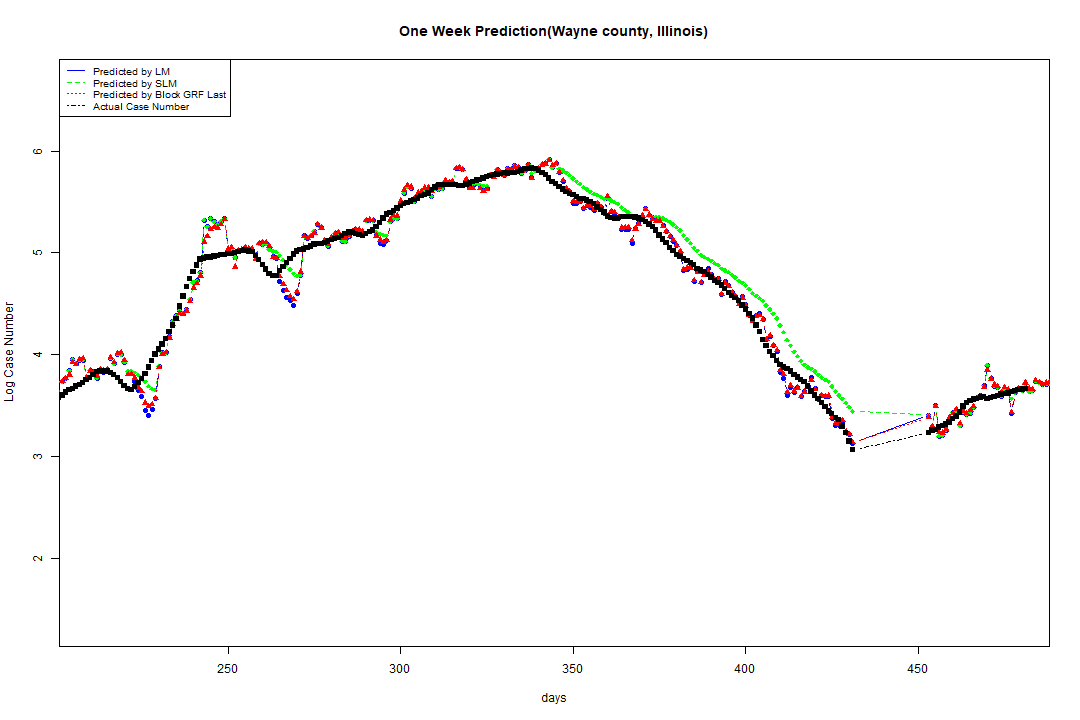 One Week Prediction(Wayne county, Illinois)
Predicted by LM
Predicted by SLM
Predicted by Block GRF Last
Actual Case Number
6
5
4
3
2
Log Case Number
250 300 350 400 450
days